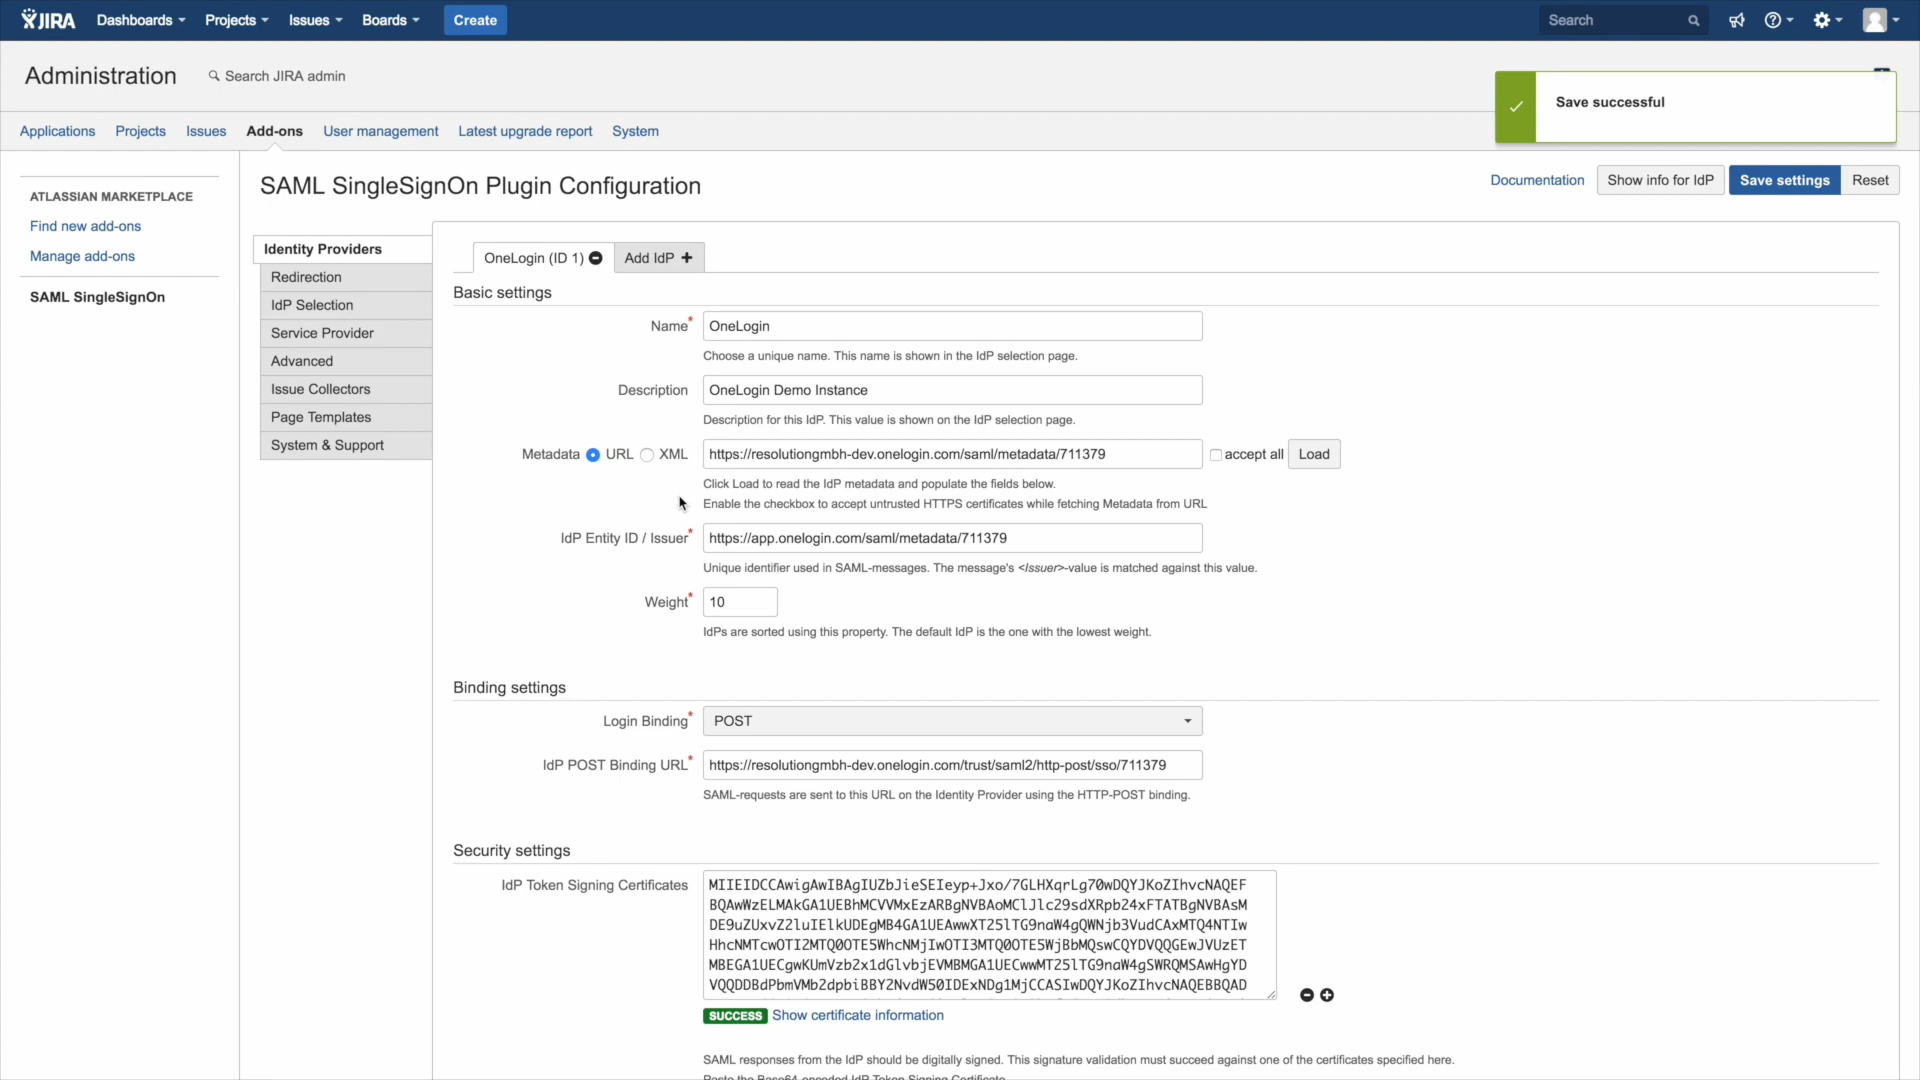 JIRA Dashboards Projects Issues Boards Create Search
Administration Search JIRA admin
Save successful
Applications Projects Issues Add-ons User management Latest upgrade report System
ATLASSIAN MARKETPLACE
Find new add-ons
Manage add-ons
SAML SingleSignOn
SAML SingleSignOn Plugin Configuration
Documentation Show info for IdP Save settings Reset
Identity Providers
Redirection
IdP Selection
Service Provider
Advanced
Issue Collectors
Page Templates
System & Support
OneLogin (ID 1) Add IdP
Basic settings
Name* OneLogin
Choose a unique name. This name is shown in the IdP selection page.
Description OneLogin Demo Instance
Description for this IdP. This value is shown on the IdP selection page.
Metadata URL XML https://resolutiongmbh-dev.onelogin.com/saml/metadata/711379 accept all Load
Click Load to read the IdP metadata and populate the fields below.
Enable the checkbox to accept untrusted HTTPS certificates while fetching Metadata from URL
IdP Entity ID / Issuer* https://app.onelogin.com/saml/metadata/711379
Unique identifier used in SAML-messages. The message's <Issuer>-value is matched against this value.
Weight* 10
IdPs are sorted using this property. The default IdP is the one with the lowest weight.
Binding settings
Login Binding* POST
IdP POST Binding URL* https://resolutiongmbh-dev.onelogin.com/trust/saml2/http-post/sso/711379
SAML-requests are sent to this URL on the Identity Provider using the HTTP-POST binding.
Security settings
IdP Token Signing Certificates
MIIEIDCCAwigAwIBAgIUZbJieSEIeyp+Jxo/7GLHXqrLg70wDQYJKoZIhvcNAQEF
BQAwWzELMAkGA1UEBhMCVVMxEzARBgNVBAoMClJlc29sdXRpb24xFTATBgNVBAsM
DE9uZUxvZ2luIElkUDEgMB4GA1UEAwwXT25lTG9naW4gQWNjb3VudCAxMTQ4NTIw
HhcNMTcwOTI2MTQ0OTE5WhcNMjIwOTI3MTQ0OTE5WjBbMQswCQYDVQQGEwJVUzET
MBEGA1UECgwKUmVzb2x1dGlvbjEVMBMGA1UECwwMT25lTG9naW4gSWRQMSAwHgYD
VQQDDBdPbmVMb2dpbiBBY2NvdW50IDExNDg1MjCCASIwDQYJKoZIhvcNAQEBBQAD
SUCCESS Show certificate information
SAML responses from the IdP should be digitally signed. This signature validation must succeed against one of the certificates specified here.
Paste the Base64-encoded IdP Token Signing Certificate